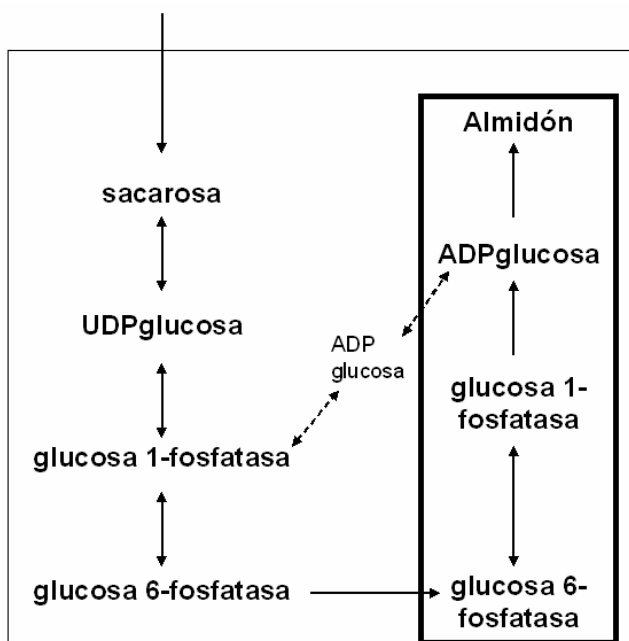 sacarosa
UDPglucosa
glucosa 1-fosfatasa
glucosa 6-fosfatasa
ADP
glucosa
Almidón
ADPglucosa
glucosa 1-
fosfatasa
glucosa 6-
fosfatasa